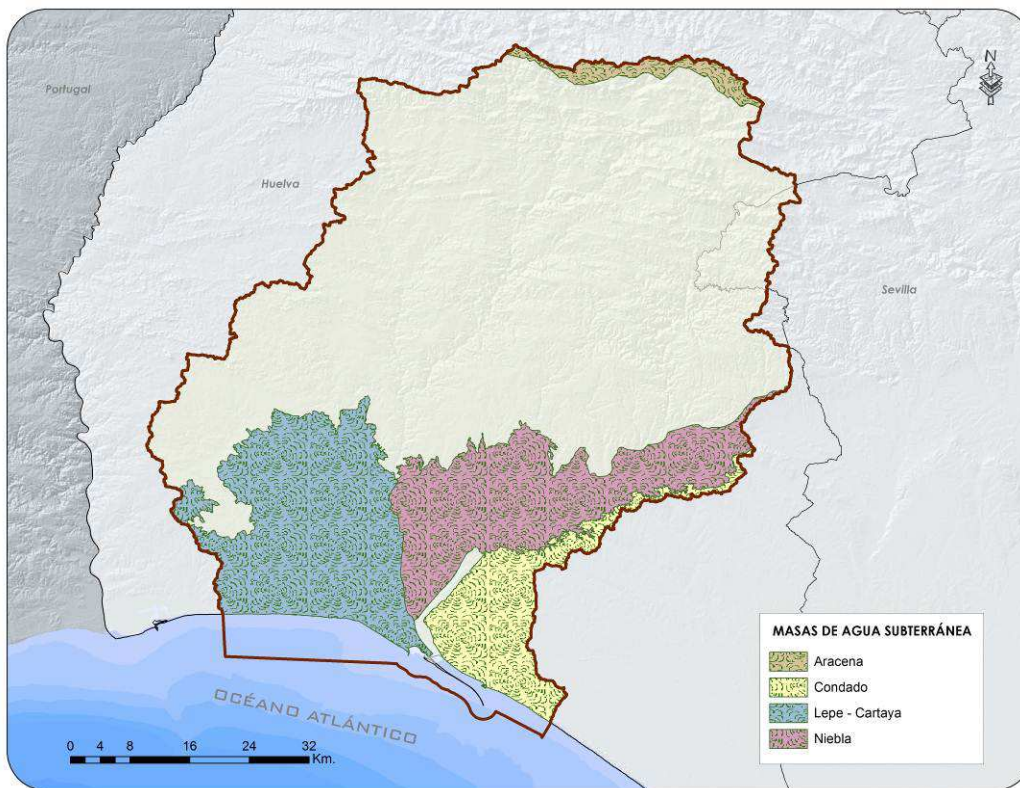 Portugal
N
Huelva
Sevilla
MASAS DE AGUA SUBTERRÁNEA
Aracena
Condado
Lepe - Cartaya
Niebla
OCÉANO ATLÁNTICO
0 4 8 16 24 32
Km.